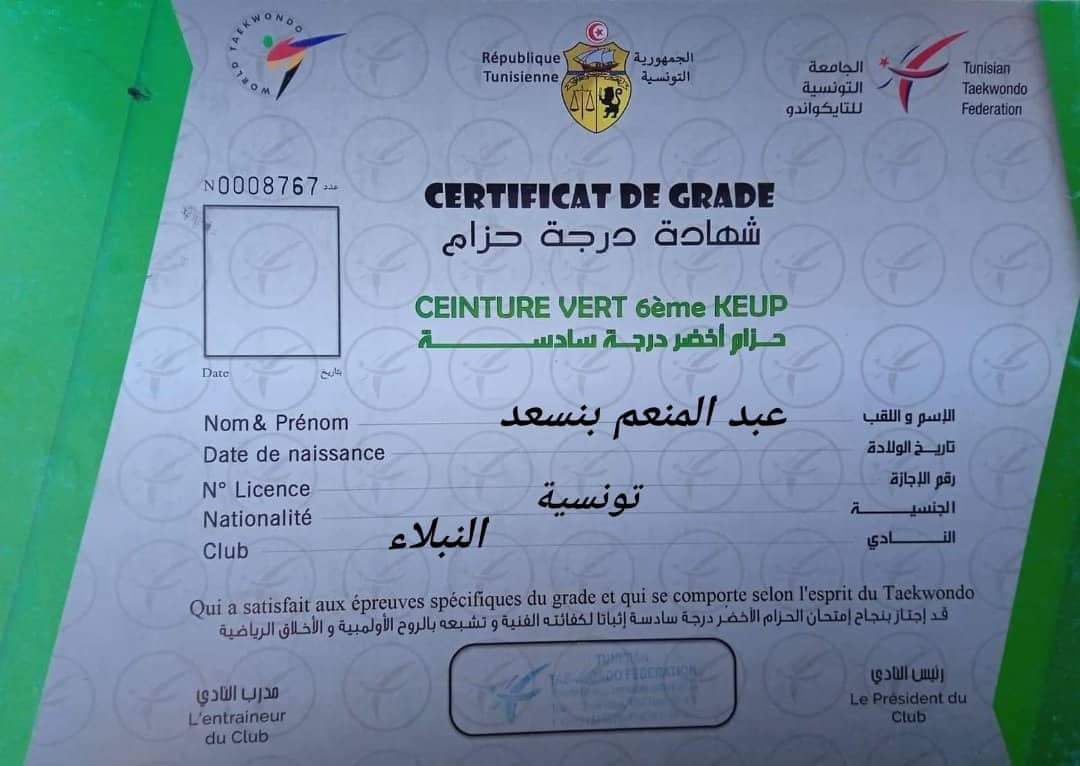 WORLD TAEKWONDO
République
Tunisienne
الجمهورية
التونسية
الجامعة
التونسية
للتايكواندو
Tunisian
Taekwondo
Federation
N0008767 عدد
CERTIFICAT DE GRADE
شهادة درجة حزام
CEINTURE VERT 6ème KEUP
حزام أخضر درجة سادسة
Date بتاريخ
Nom & Prénom عبد المنعم بنسعد الإسم و اللقب
Date de naissance تاريخ الولادة
N° Licence رقم الإجازة
Nationalité تونسية الجنسية
Club النبلاء النادي
Qui a satisfait aux épreuves spécifiques du grade et qui se comporte selon l'esprit du Taekwondo
قد إجتاز بنجاح إمتحان الحزام الأخضر درجة سادسة إثباتا لكفائته الفنية و تشبعه بالروح الأولمبية و الأخلاق الرياضية
مدرب النادي
L'entraineur
du Club
TUNISIAN
TAEKWONDO FEDERATION
رئيس النادي
Le Président du
Club